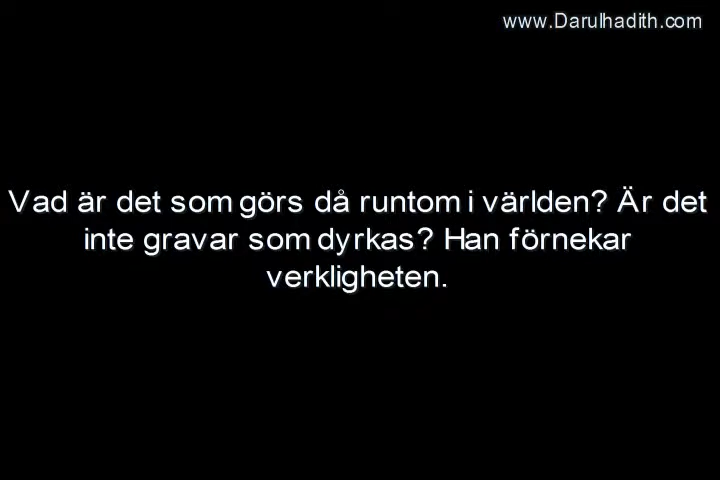 www.Darulhadith.com
Vad är det som görs då runtom i världen? Är det
inte gravar som dyrkas? Han förnekar
verkligheten.